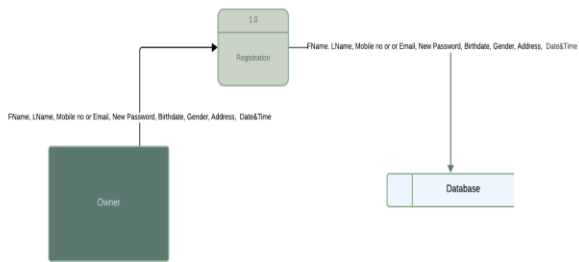 1.0
Registration
FName. LName, Mobile no or or Email, New Password, Birthdate, Gender, Address, Date&Time
FName, LName, Mobile no or Email, New Password, Birthdate, Gender, Address, Date&Time
Database
Owner